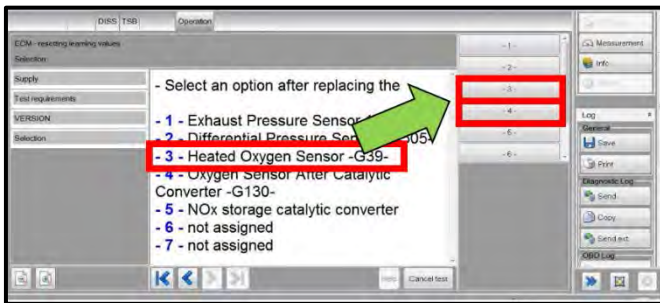 DISS TSB
Operation
ECM - resetting learning values
Selection:
Supply
Test requirements
VERSION
Selection
- Select an option after replacing the
- 1 - Exhaust Pressure Sensor
- 2 - Differential Pressure
- 3 - Heated Oxygen Sensor -G39-
- 4 - Oxygen Sensor After Catalytic
Converter -G130-
- 5 - NOx storage catalytic converter
- 6 - not assigned
- 7 - not assigned
Cancel test
- 1 -
- 2 -
- 3 -
- 4 -
- 6 -
Measurement
Info
Log
General
Save
Print
Diagnostic Log
Send
Copy
Send ext.
OBD Log